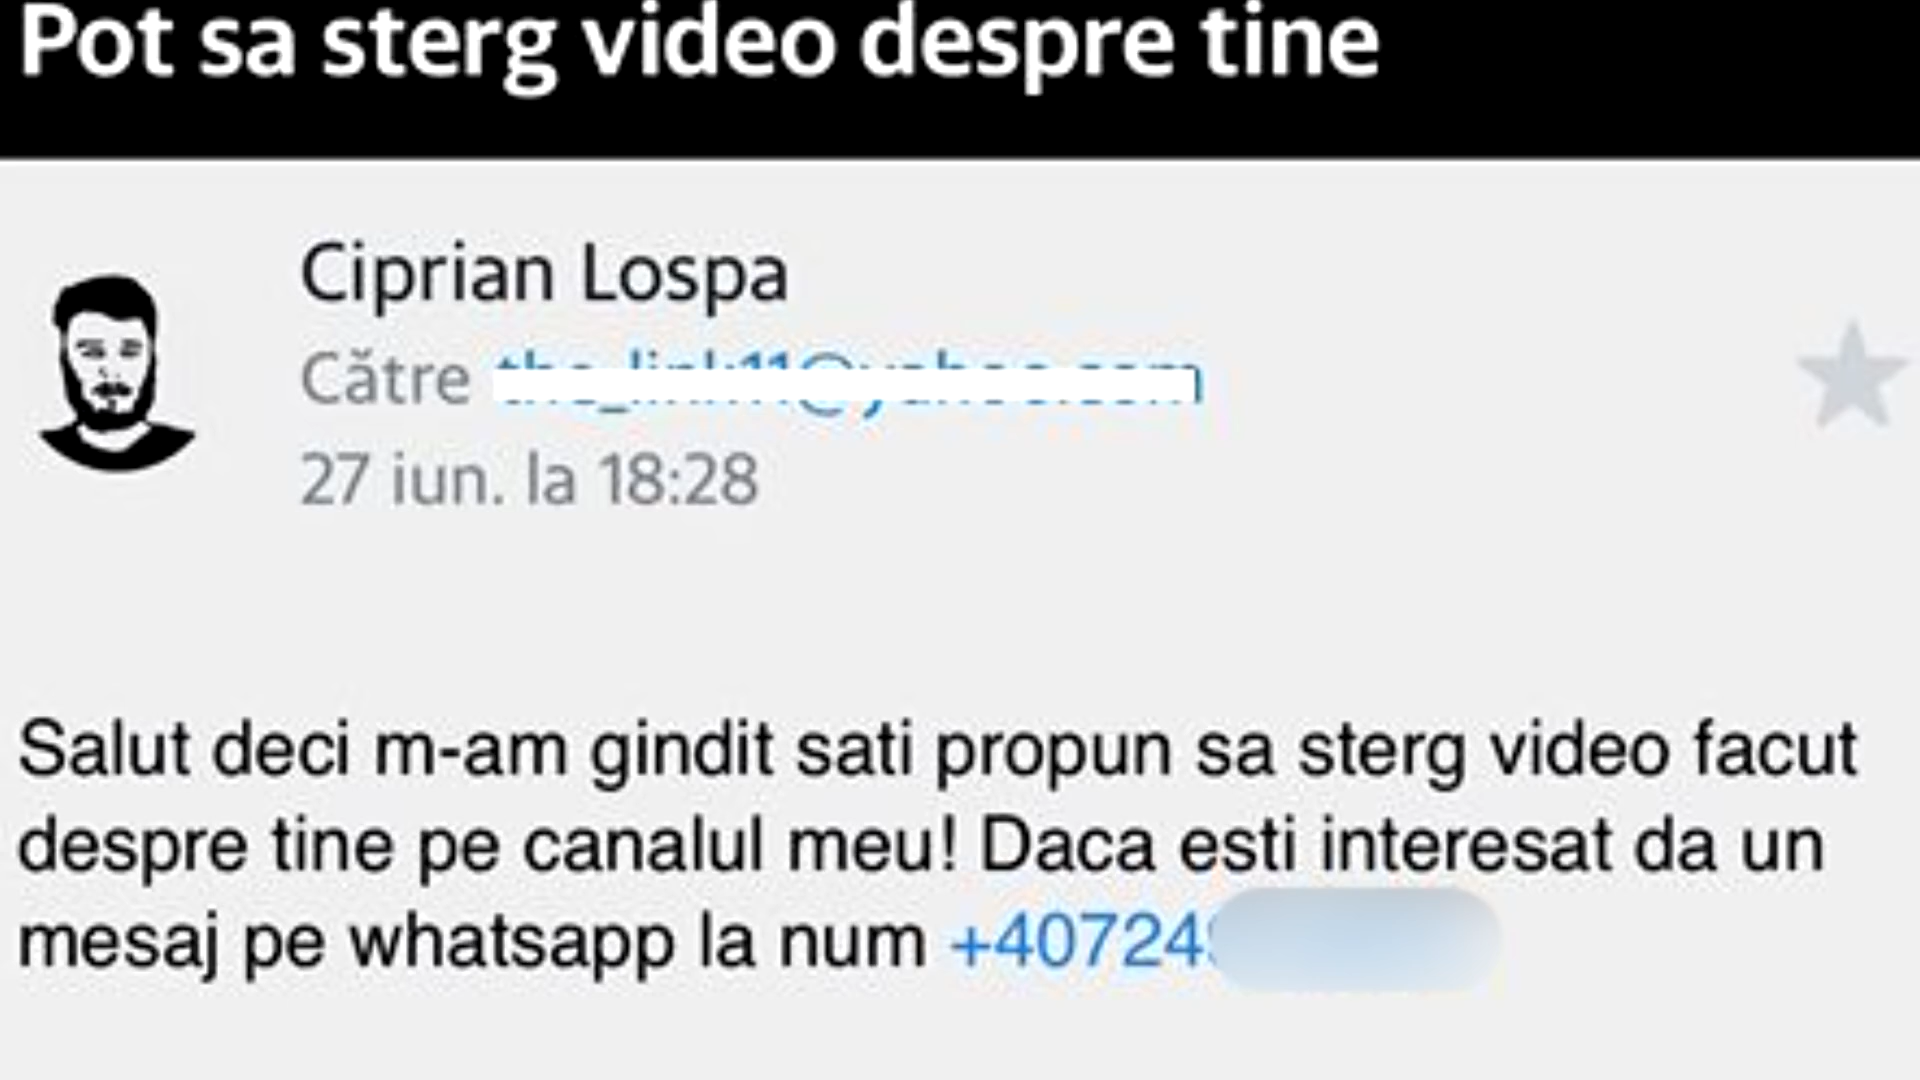 Pot sa sterg video despre tine
Ciprian Lospa
Către
27 iun. la 18:28
Salut deci m-am gindit sati propun sa sterg video facut
despre tine pe canalul meu! Daca esti interesat da un
mesaj pe whatsapp la num +40724